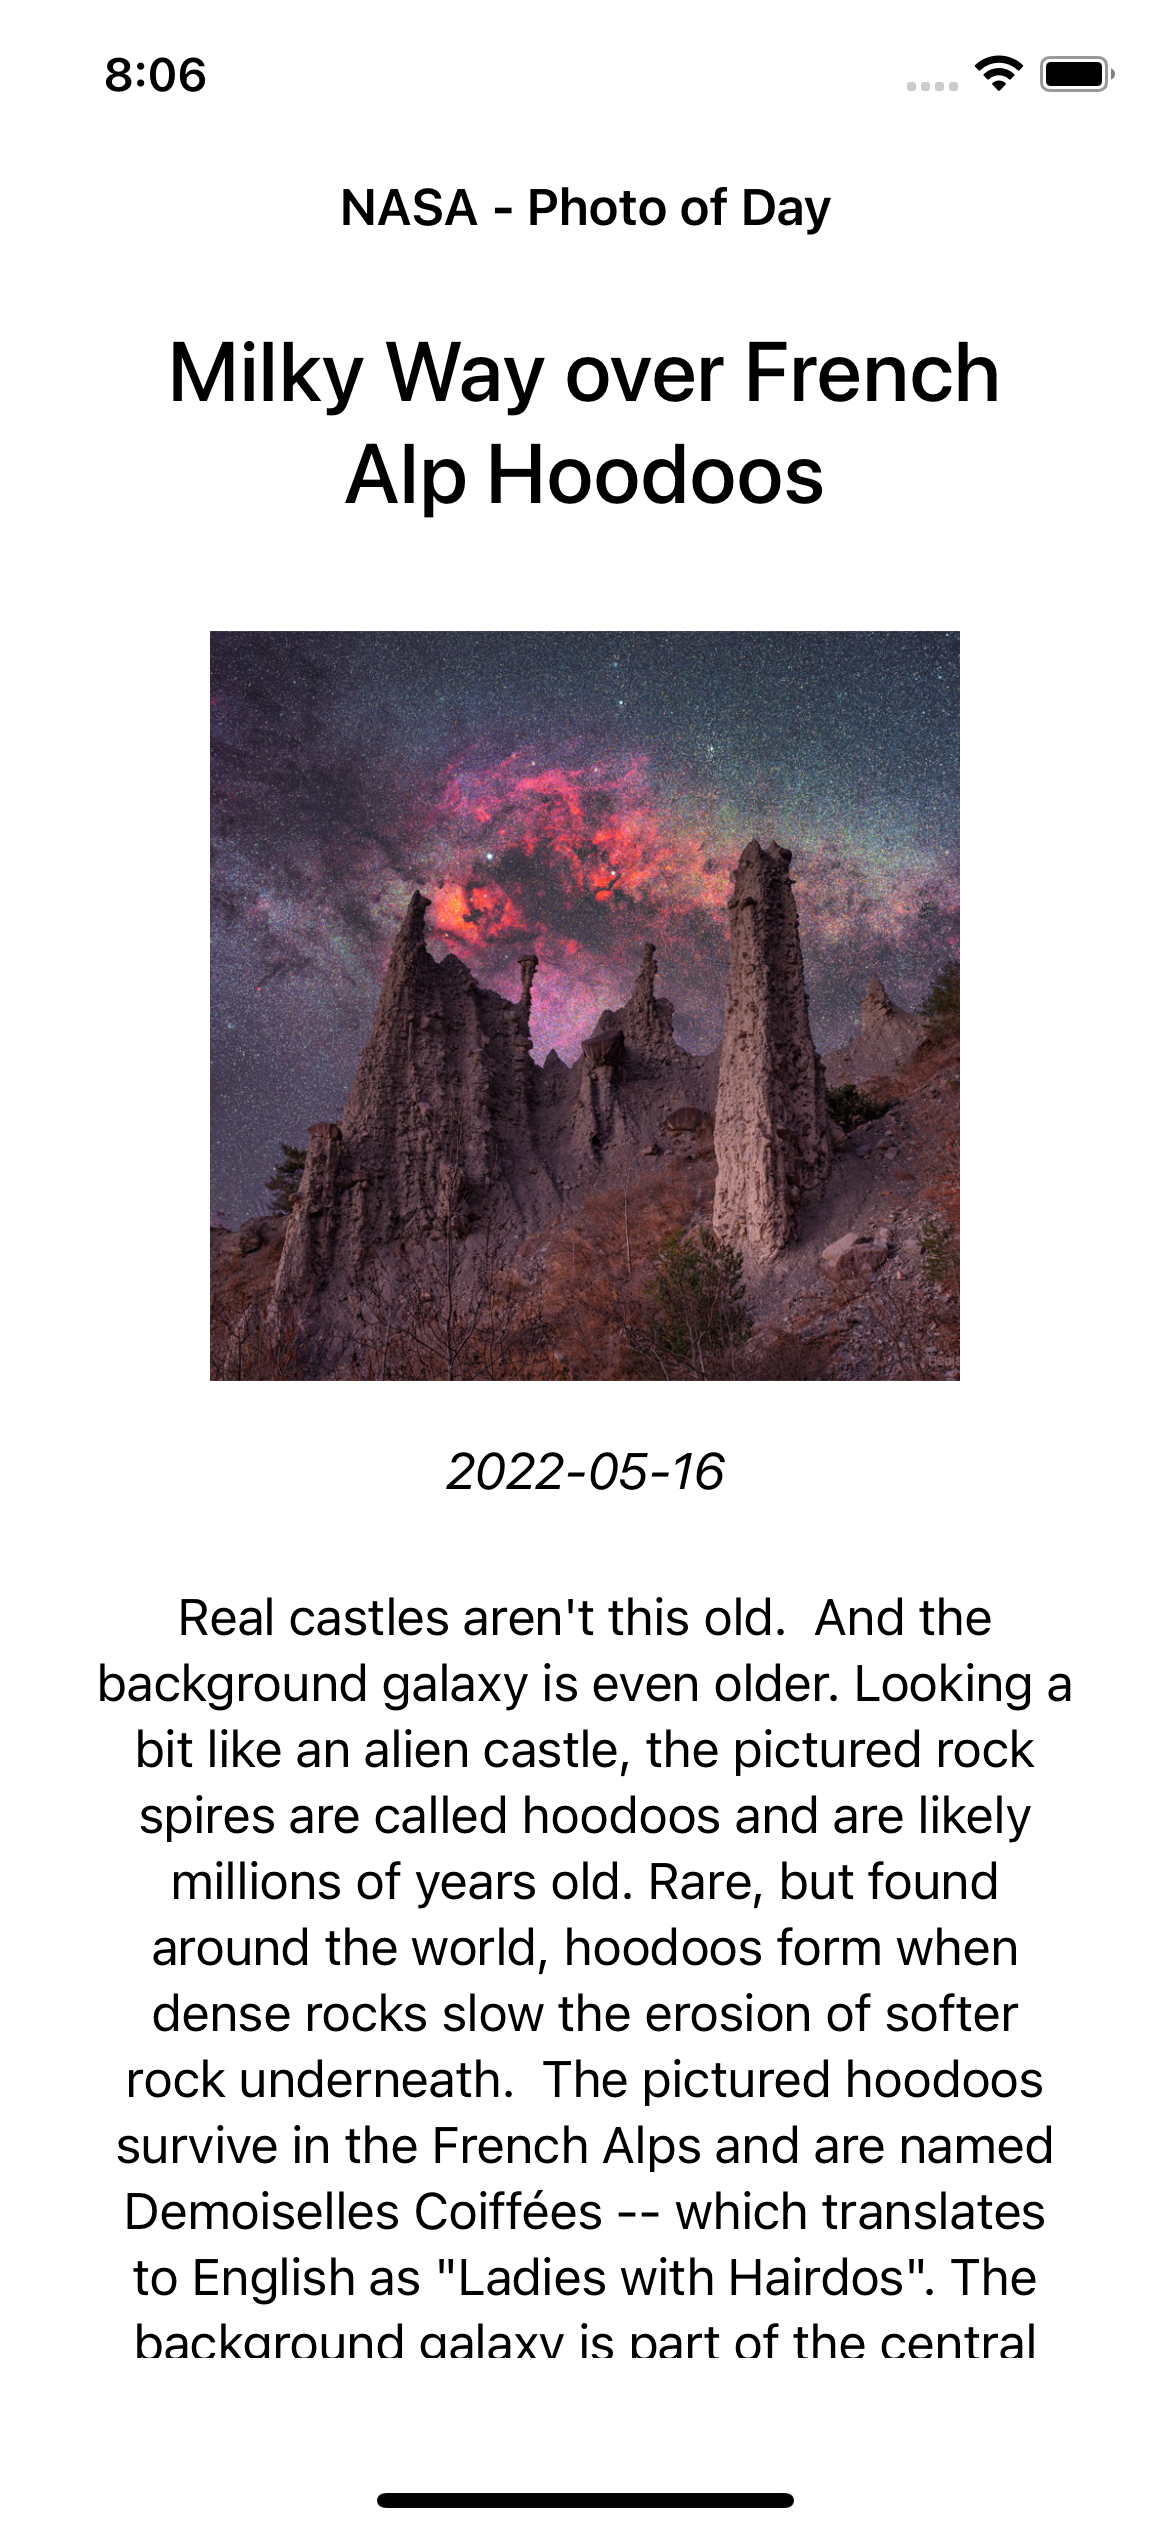 8:06
NASA - Photo of Day
Milky Way over French
Alp Hoodoos
2022-05-16
Real castles aren't this old.  And the
background galaxy is even older. Looking a
bit like an alien castle, the pictured rock
spires are called hoodoos and are likely
millions of years old. Rare, but found
around the world, hoodoos form when
dense rocks slow the erosion of softer
rock underneath.  The pictured hoodoos
survive in the French Alps and are named
Demoiselles Coiffées -- which translates
to English as "Ladies with Hairdos". The
background galaxy is part of the central